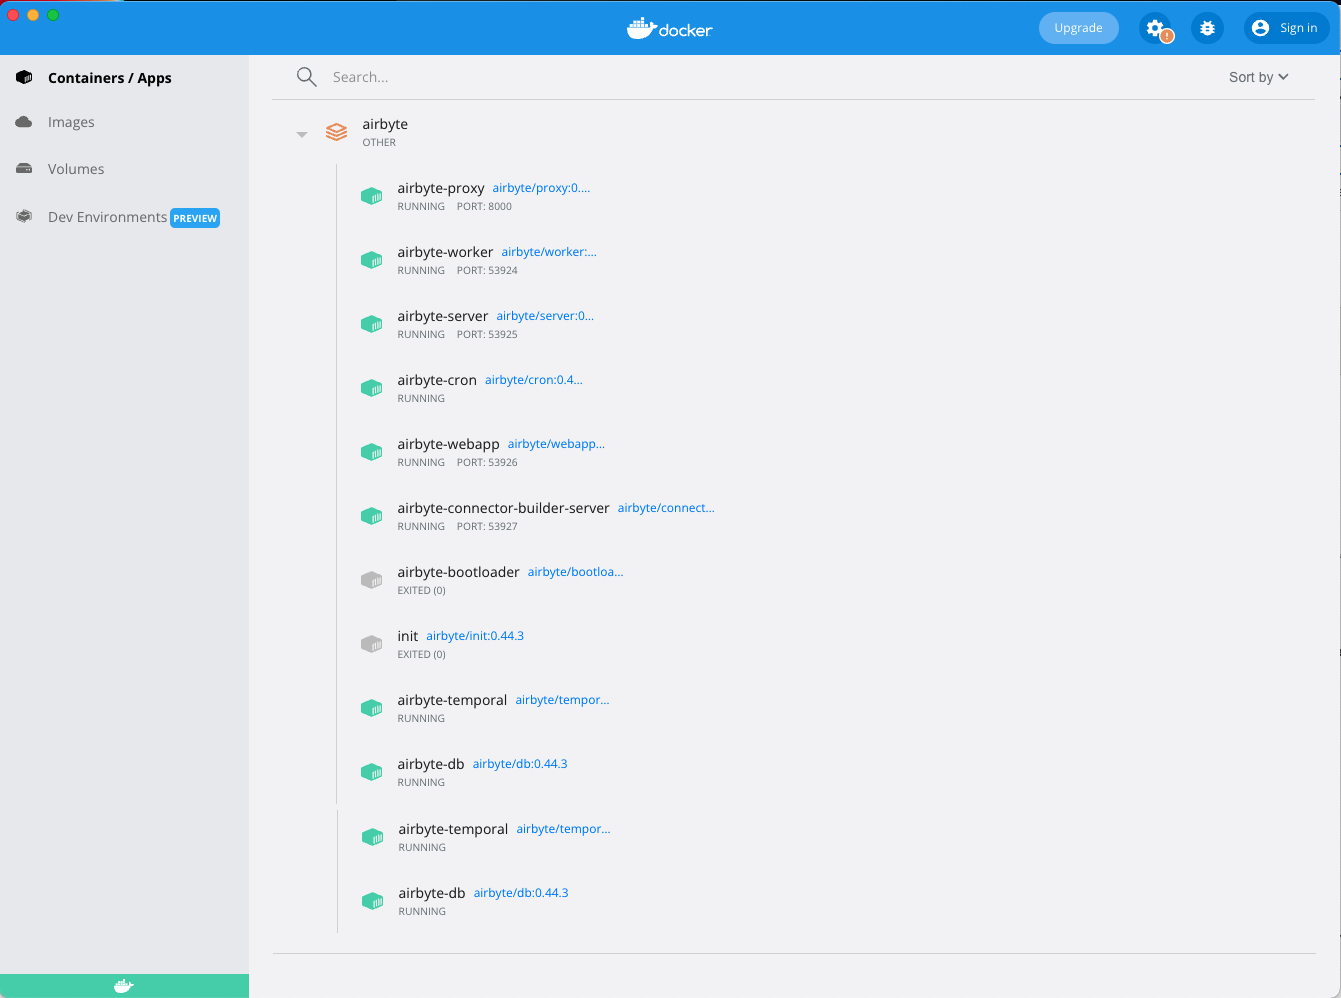 docker
Upgrade
Sign in
Containers / Apps
Images
Volumes
Dev Environments PREVIEW
Search...
Sort by
airbyte
OTHER
airbyte-proxy airbyte/proxy:0....
RUNNING PORT: 8000
airbyte-worker airbyte/worker:...
RUNNING PORT: 53924
airbyte-server airbyte/server:0...
RUNNING PORT: 53925
airbyte-cron airbyte/cron:0.4...
RUNNING
airbyte-webapp airbyte/webapp...
RUNNING PORT: 53926
airbyte-connector-builder-server airbyte/connect...
RUNNING PORT: 53927
airbyte-bootloader airbyte/bootloa...
EXITED (0)
init airbyte/init:0.44.3
EXITED (0)
airbyte-temporal airbyte/tempor...
RUNNING
airbyte-db airbyte/db:0.44.3
RUNNING
airbyte-temporal airbyte/tempor...
RUNNING
airbyte-db airbyte/db:0.44.3
RUNNING